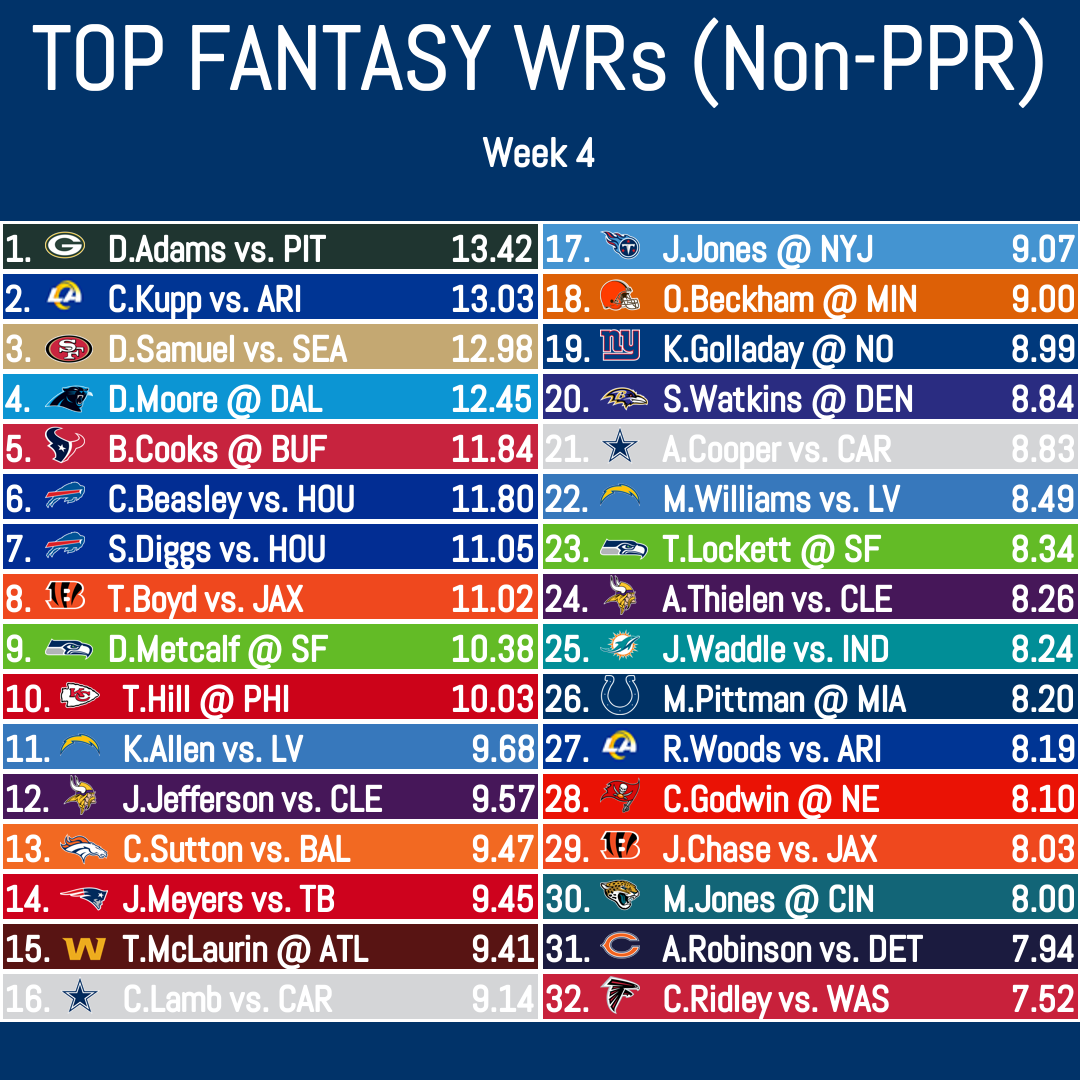 TOP FANTASY WRs (Non-PPR)
Week 4
1. D.Adams vs. PIT 13.42
2. C.Kupp vs. ARI 13.03
3. D.Samuel vs. SEA 12.98
4. D.Moore @ DAL 12.45
5. B.Cooks @ BUF 11.84
6. C.Beasley vs. HOU 11.80
7. S.Diggs vs. HOU 11.05
8. T.Boyd vs. JAX 11.02
9. D.Metcalf @ SF 10.38
10. T.Hill @ PHI 10.03
11. K.Allen vs. LV 9.68
12. J.Jefferson vs. CLE 9.57
13. C.Sutton vs. BAL 9.47
14. J.Meyers vs. TB 9.45
15. T.McLaurin @ ATL 9.41
16. C.Lamb vs. CAR 9.14
17. J.Jones @ NYJ 9.07
18. O.Beckham @ MIN 9.00
19. ny K.Golladay @ NO 8.99
20. S.Watkins @ DEN 8.84
21. A.Cooper vs. CAR 8.83
22. M.Williams vs. LV 8.49
23. T.Lockett @ SF 8.34
24. A.Thielen vs. CLE 8.26
25. J.Waddle vs. IND 8.24
26. M.Pittman @ MIA 8.20
27. R.Woods vs. ARI 8.19
28. C.Godwin @ NE 8.10
29. J.Chase vs. JAX 8.03
30. M.Jones @ CIN 8.00
31. A.Robinson vs. DET 7.94
32. C.Ridley vs. WAS 7.52